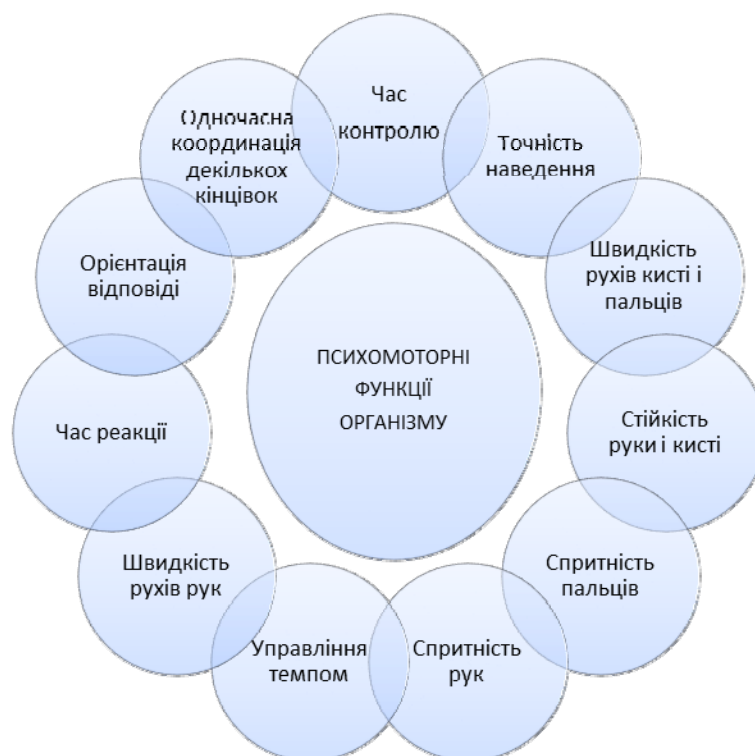 Час
контролю
Точність
наведення
Швидкість
рухів кисті і
пальців
Стійкість
руки і кисті
Спритність
пальців
Спритність
рук
Управління
темпом
Швидкість
рухів рук
Час реакції
Орієнтація
відповіді
Одночасна
координація
декількох
кінцівок
ПСИХОМОТОРНІ
ФУНКЦІЇ
ОРГАНІЗМУ